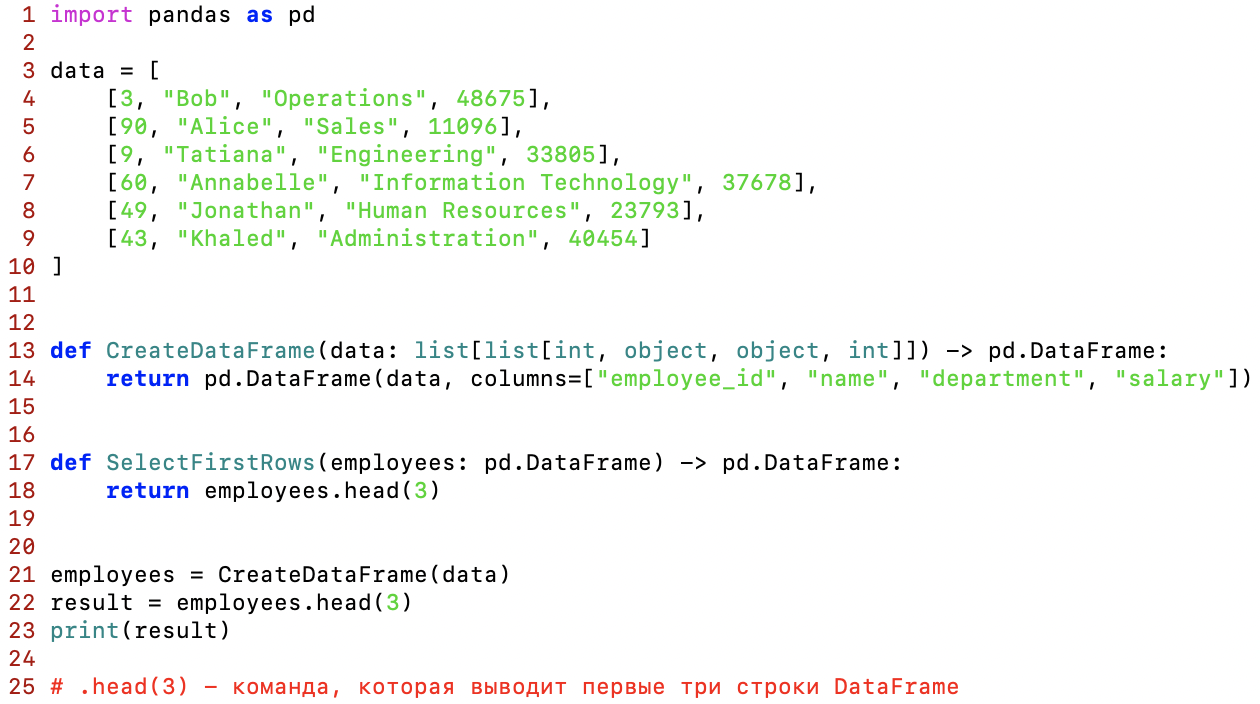 1 import pandas as pd
2
3 data = [
4     [3, "Bob", "Operations", 48675],
5     [90, "Alice", "Sales", 11096],
6     [9, "Tatiana", "Engineering", 33805],
7     [60, "Annabelle", "Information Technology", 37678],
8     [49, "Jonathan", "Human Resources", 23793],
9     [43, "Khaled", "Administration", 40454]
10 ]
11
12
13 def CreateDataFrame(data: list[list[int, object, object, int]]) -> pd.DataFrame:
14     return pd.DataFrame(data, columns=["employee_id", "name", "department", "salary"])
15
16
17 def SelectFirstRows(employees: pd.DataFrame) -> pd.DataFrame:
18     return employees.head(3)
19
20
21 employees = CreateDataFrame(data)
22 result = employees.head(3)
23 print(result)
24
25 # .head(3) – команда, которая выводит первые три строки DataFrame